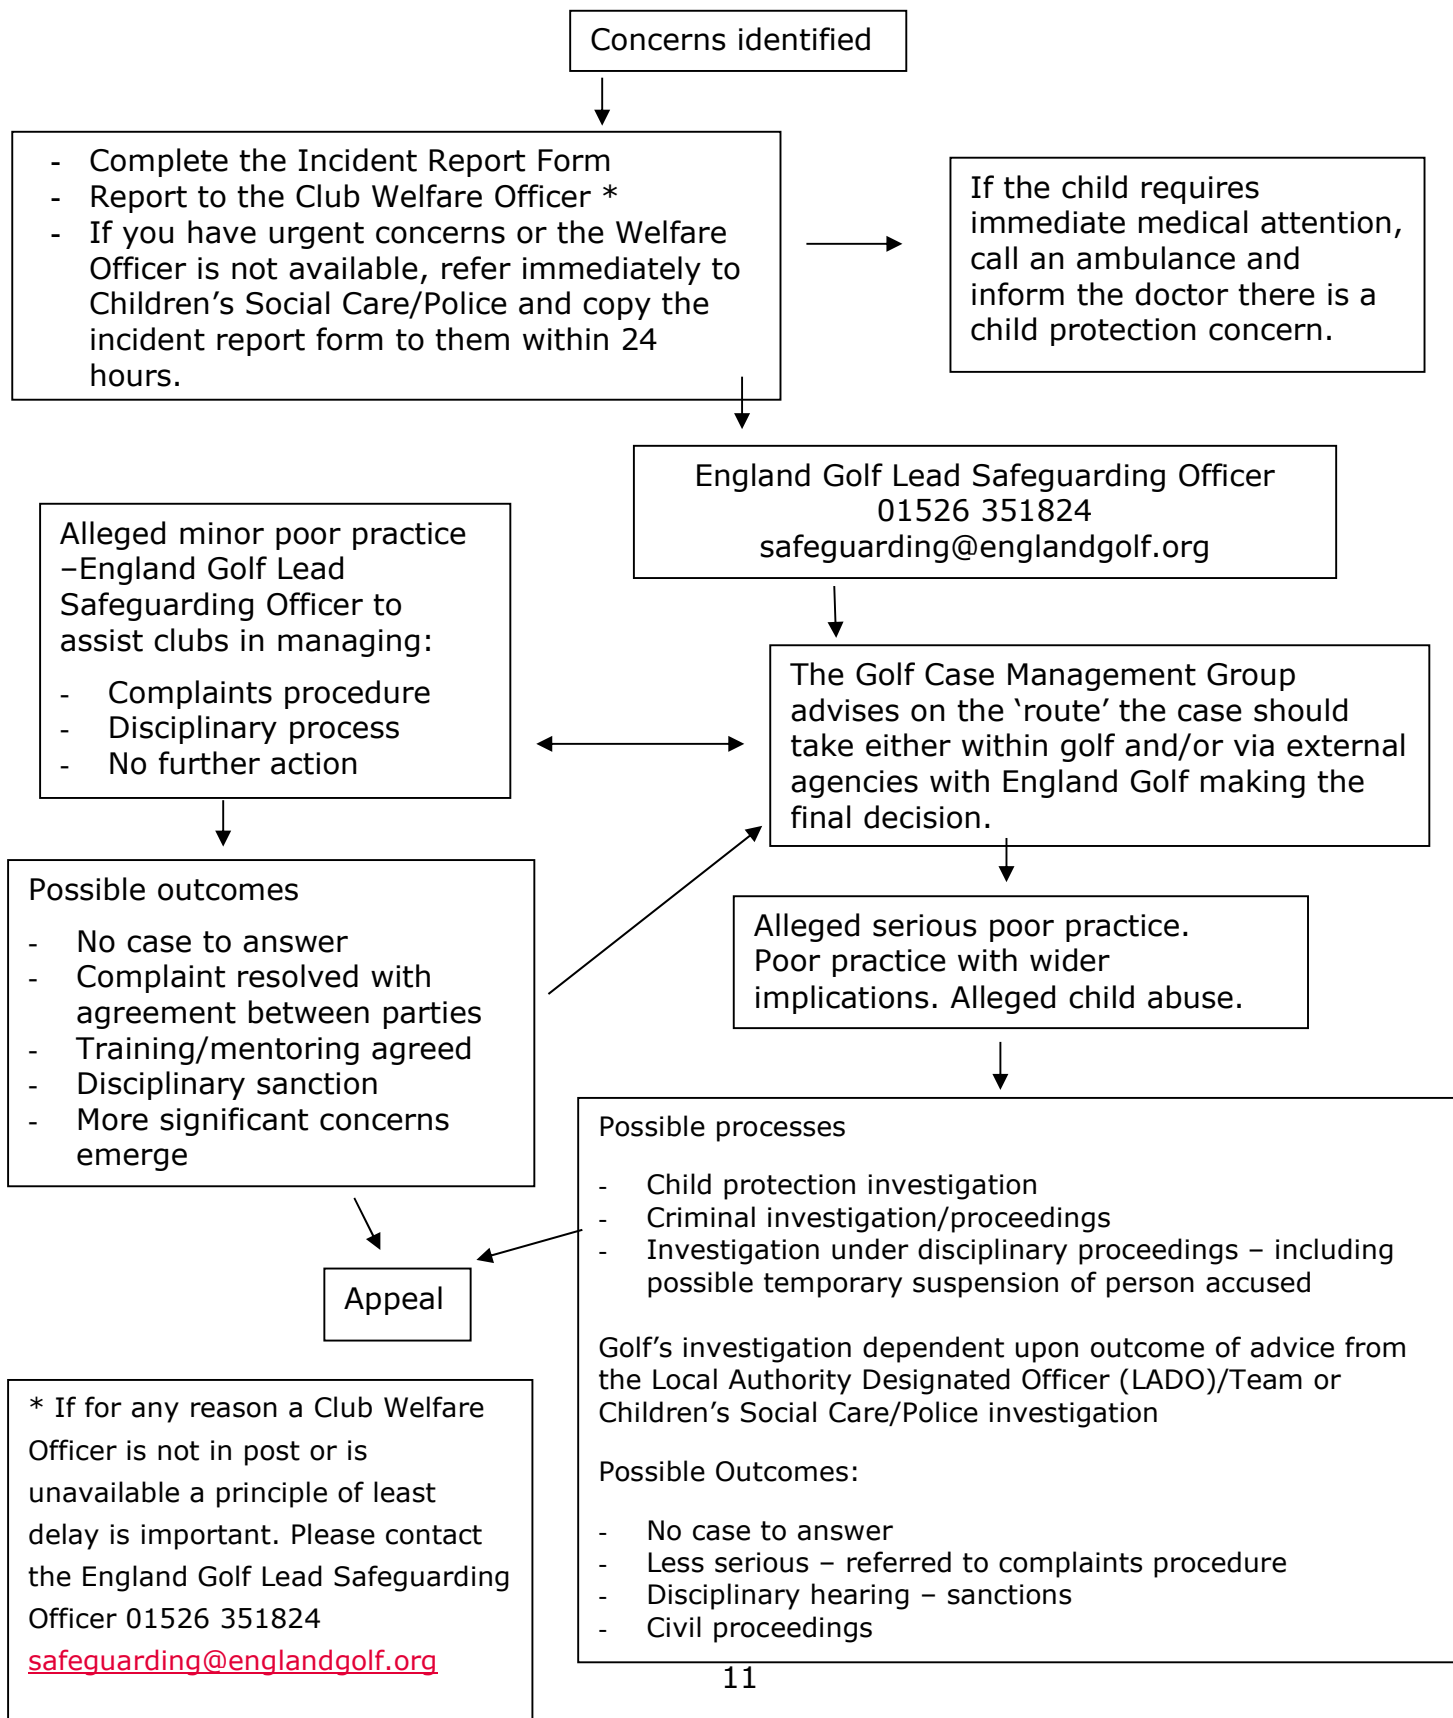 Concerns identified
- Complete the Incident Report Form
- Report to the Club Welfare Officer *
- If you have urgent concerns or the Welfare
Officer is not available, refer immediately to
Children’s Social Care/Police and copy the
incident report form to them within 24
hours.
If the child requires
immediate medical attention,
call an ambulance and
inform the doctor there is a
child protection concern.
England Golf Lead Safeguarding Officer
01526 351824
safeguarding@englandgolf.org
Alleged minor poor practice
–England Golf Lead
Safeguarding Officer to
assist clubs in managing:
- Complaints procedure
- Disciplinary process
- No further action
The Golf Case Management Group
advises on the ‘route’ the case should
take either within golf and/or via external
agencies with England Golf making the
final decision.
Possible outcomes
- No case to answer
- Complaint resolved with
agreement between parties
- Training/mentoring agreed
- Disciplinary sanction
- More significant concerns
emerge
Alleged serious poor practice.
Poor practice with wider
implications. Alleged child abuse.
Possible processes
- Child protection investigation
- Criminal investigation/proceedings
- Investigation under disciplinary proceedings – including
possible temporary suspension of person accused
Golf’s investigation dependent upon outcome of advice from
the Local Authority Designated Officer (LADO)/Team or
Children’s Social Care/Police investigation
Possible Outcomes:
- No case to answer
- Less serious – referred to complaints procedure
- Disciplinary hearing – sanctions
- Civil proceedings
Appeal
* If for any reason a Club Welfare
Officer is not in post or is
unavailable a principle of least
delay is important. Please contact
the England Golf Lead Safeguarding
Officer 01526 351824
safeguarding@englandgolf.org
11